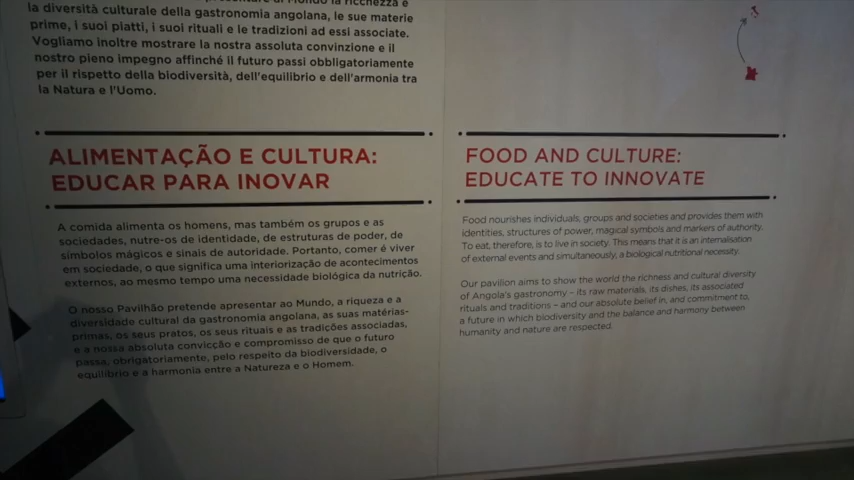 la diversità culturale della gastronomia angolana, le sue materie
prime, i suoi piatti, i suoi rituali e le tradizioni ad essi associate.
Vogliamo inoltre mostrare la nostra assoluta convinzione e il
nostro pieno impegno affinché il futuro passi obbligatoriamente
per il rispetto della biodiversità, dell'equilibrio e dell'armonia tra
la Natura e l'Uomo.
ALIMENTAÇÃO E CULTURA:
EDUCAR PARA INOVAR
A comida alimenta os homens, mas também os grupos e as
sociedades, nutre-os de identidade, de estruturas de poder, de
símbolos mágicos e sinais de autoridade. Portanto, comer é viver
em sociedade, o que significa uma interiorização de acontecimentos
externos, ao mesmo tempo uma necessidade biológica da nutrição.
O nosso Pavilhão pretende apresentar ao Mundo, a riqueza e a
diversidade cultural da gastronomia angolana, as suas matérias-
primas, os seus pratos, os seus rituais e as tradições associadas,
e a nossa absoluta convicção e compromisso de que o futuro
passa, obrigatoriamente, pelo respeito da biodiversidade, o
equilíbrio e a harmonia entre a Natureza e o Homem.
FOOD AND CULTURE:
EDUCATE TO INNOVATE
Food nourishes individuals, groups and societies and provides them with
identities, structures of power, magical symbols and markers of authority.
To eat, therefore, is to live in society. This means that it is an internalisation
of external events and simultaneously, a biological nutritional necessity.
Our pavilion aims to show the world the richness and cultural diversity
of Angola's gastronomy – its raw materials, its dishes, its associated
rituals and traditions – and our absolute belief in, and commitment to,
a future in which biodiversity and the balance and harmony between
humanity and nature are respected.